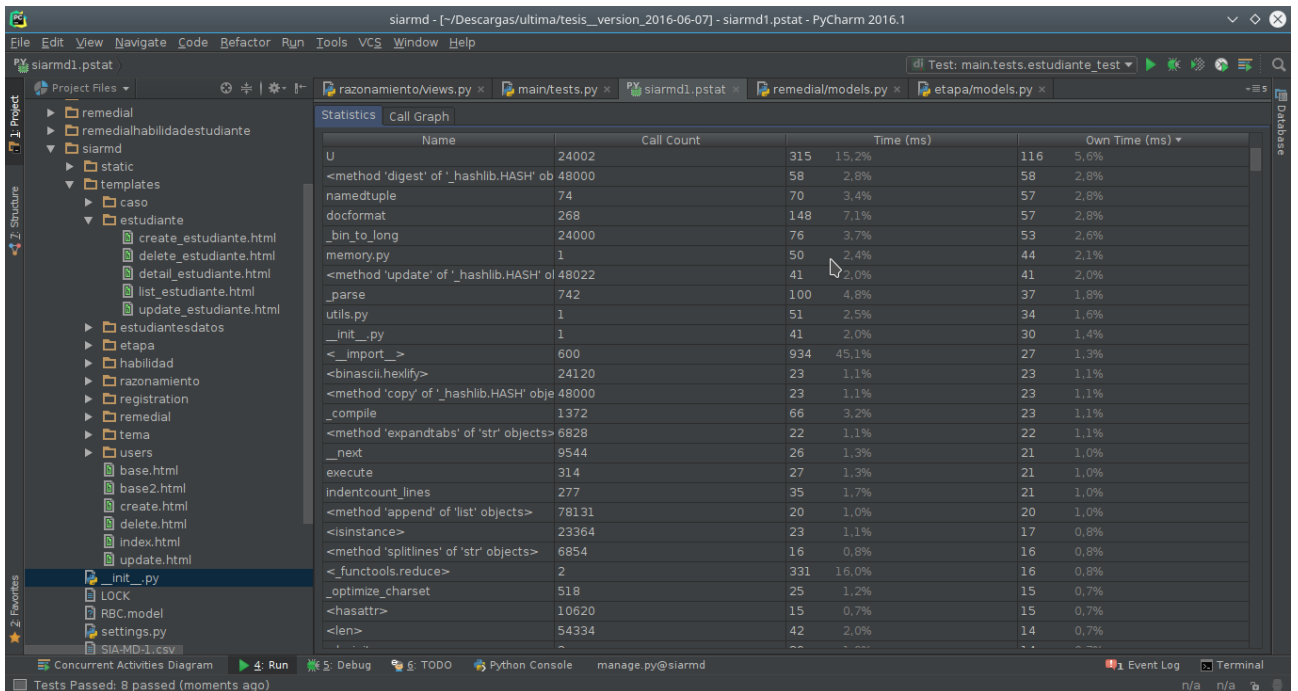 siarmd - [~/Descargas/ultima/tesis__version_2016-06-07] - siarmd1.pstat - PyCharm 2016.1
File Edit View Navigate Code Refactor Run Tools VCS Window Help
siarmd1.pstat
Test: main.tests.estudiante_test
Project Files
razonamiento/views.py
main/tests.py
siarmd1.pstat
remedial/models.py
etapa/models.py
5
1: Project
7: Structure
2: Favorites
Database
remedial
remedialhabilidadestudiante
siarmd
static
templates
caso
estudiante
create_estudiante.html
delete_estudiante.html
detail_estudiante.html
list_estudiante.html
update_estudiante.html
estudiantesdatos
etapa
habilidad
razonamiento
registration
remedial
tema
users
base.html
base2.html
create.html
delete.html
index.html
update.html
__init__.py
LOCK
RBC.model
settings.py
SIA-MD-1.csv
Statistics Call Graph
Name Call Count Time (ms) Own Time (ms)
U 24002 315 15,2% 116 5,6%
<method 'digest' of '_hashlib.HASH' ob 48000 58 2,8% 58 2,8%
namedtuple 74 70 3,4% 57 2,8%
docformat 268 148 7,1% 57 2,8%
_bin_to_long 24000 76 3,7% 53 2,6%
memory.py 1 50 2,4% 44 2,1%
<method 'update' of '_hashlib.HASH' ol 48022 41 2,0% 41 2,0%
_parse 742 100 4,8% 37 1,8%
utils.py 1 51 2,5% 34 1,6%
__init__.py 1 41 2,0% 30 1,4%
<__import__> 600 934 45,1% 27 1,3%
<binascii.hexlify> 24120 23 1,1% 23 1,1%
<method 'copy' of '_hashlib.HASH' obje 48000 23 1,1% 23 1,1%
_compile 1372 66 3,2% 23 1,1%
<method 'expandtabs' of 'str' objects> 6828 22 1,1% 22 1,1%
__next 9544 26 1,3% 21 1,0%
execute 314 27 1,3% 21 1,0%
indentcount_lines 277 35 1,7% 21 1,0%
<method 'append' of 'list' objects> 78131 20 1,0% 20 1,0%
<isinstance> 23364 23 1,1% 17 0,8%
<method 'splitlines' of 'str' objects> 6854 16 0,8% 16 0,8%
<_functools.reduce> 2 331 16,0% 16 0,8%
_optimize_charset 518 25 1,2% 15 0,7%
<hasattr> 10620 15 0,7% 15 0,7%
<len> 54334 42 2,0% 14 0,7%
Concurrent Activities Diagram 4: Run 5: Debug 6: TODO Python Console manage.py@siarmd 1 Event Log Terminal
Tests Passed: 8 passed (moments ago) n/a n/a